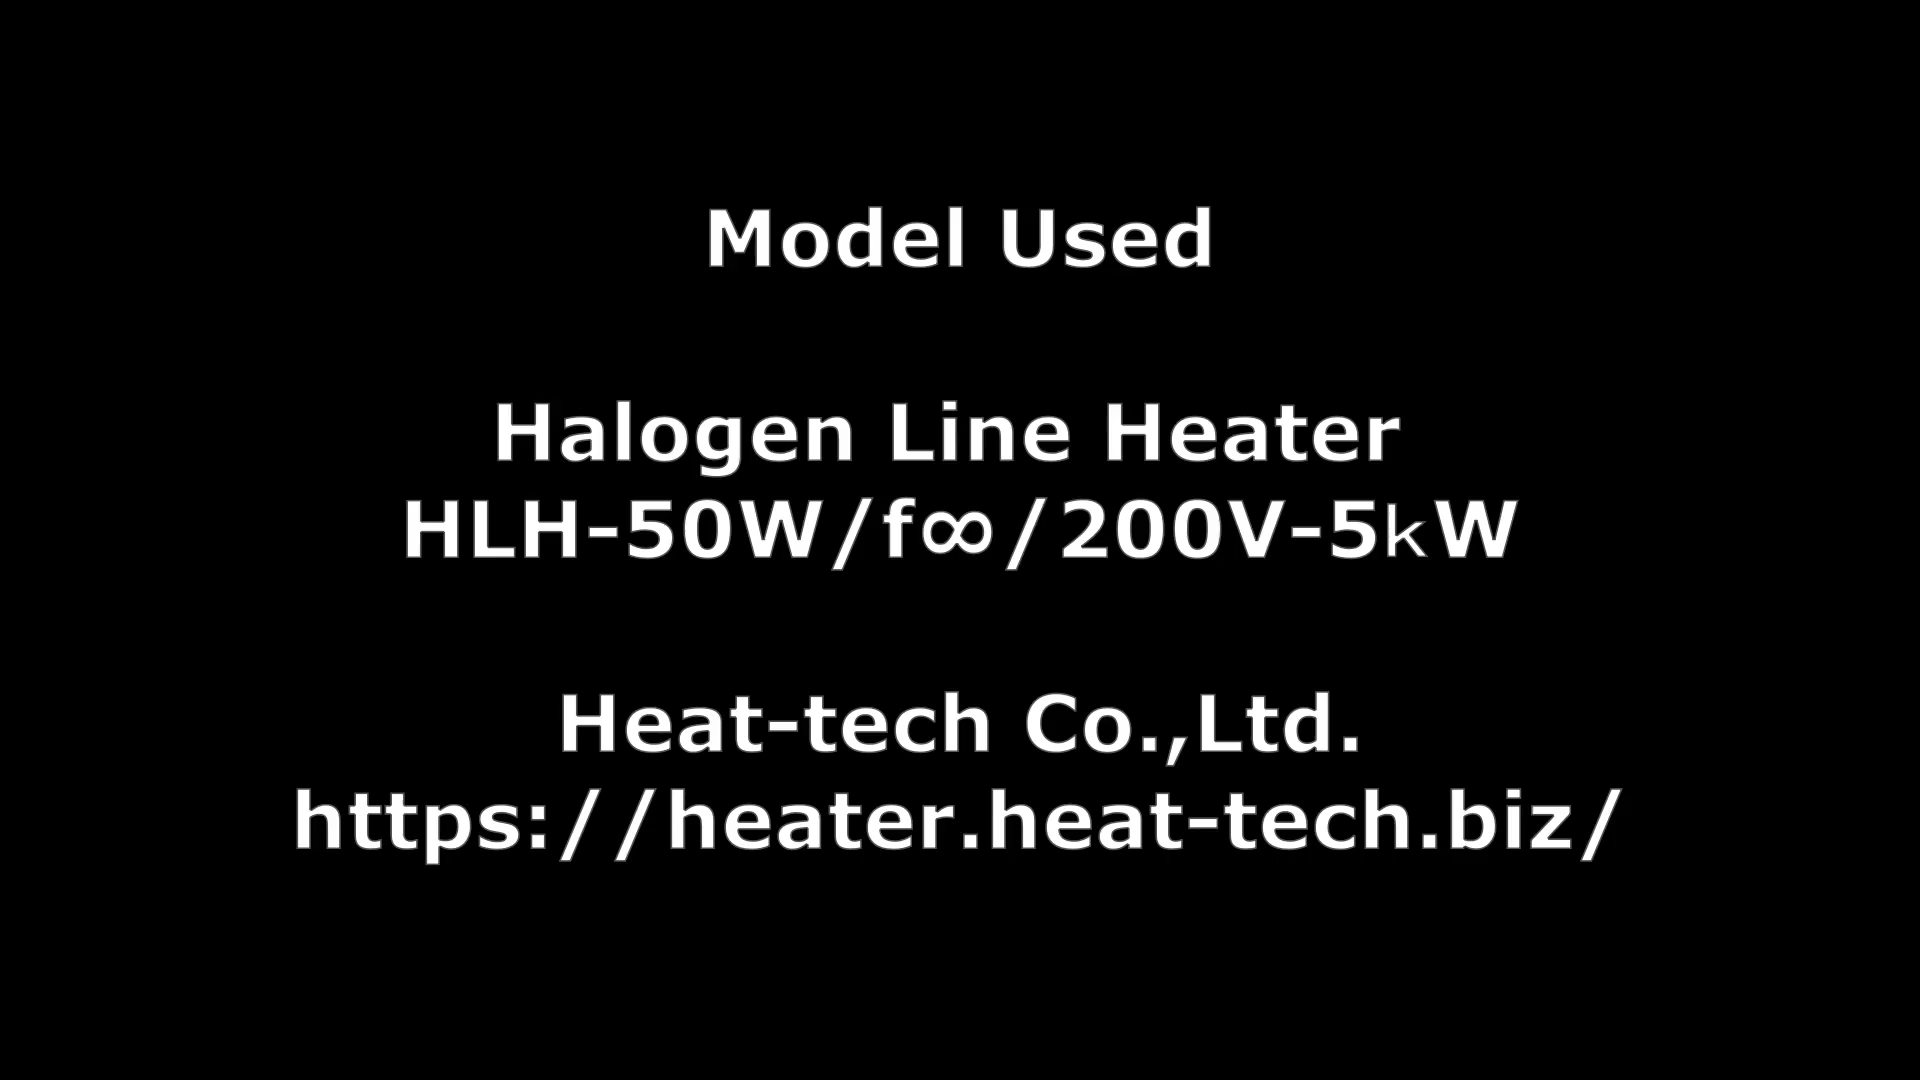 Model Used
Halogen Line Heater
HLH-50W/f∞/200V-5kW
Heat-tech Co.,Ltd.
https://heater.heat-tech.biz/